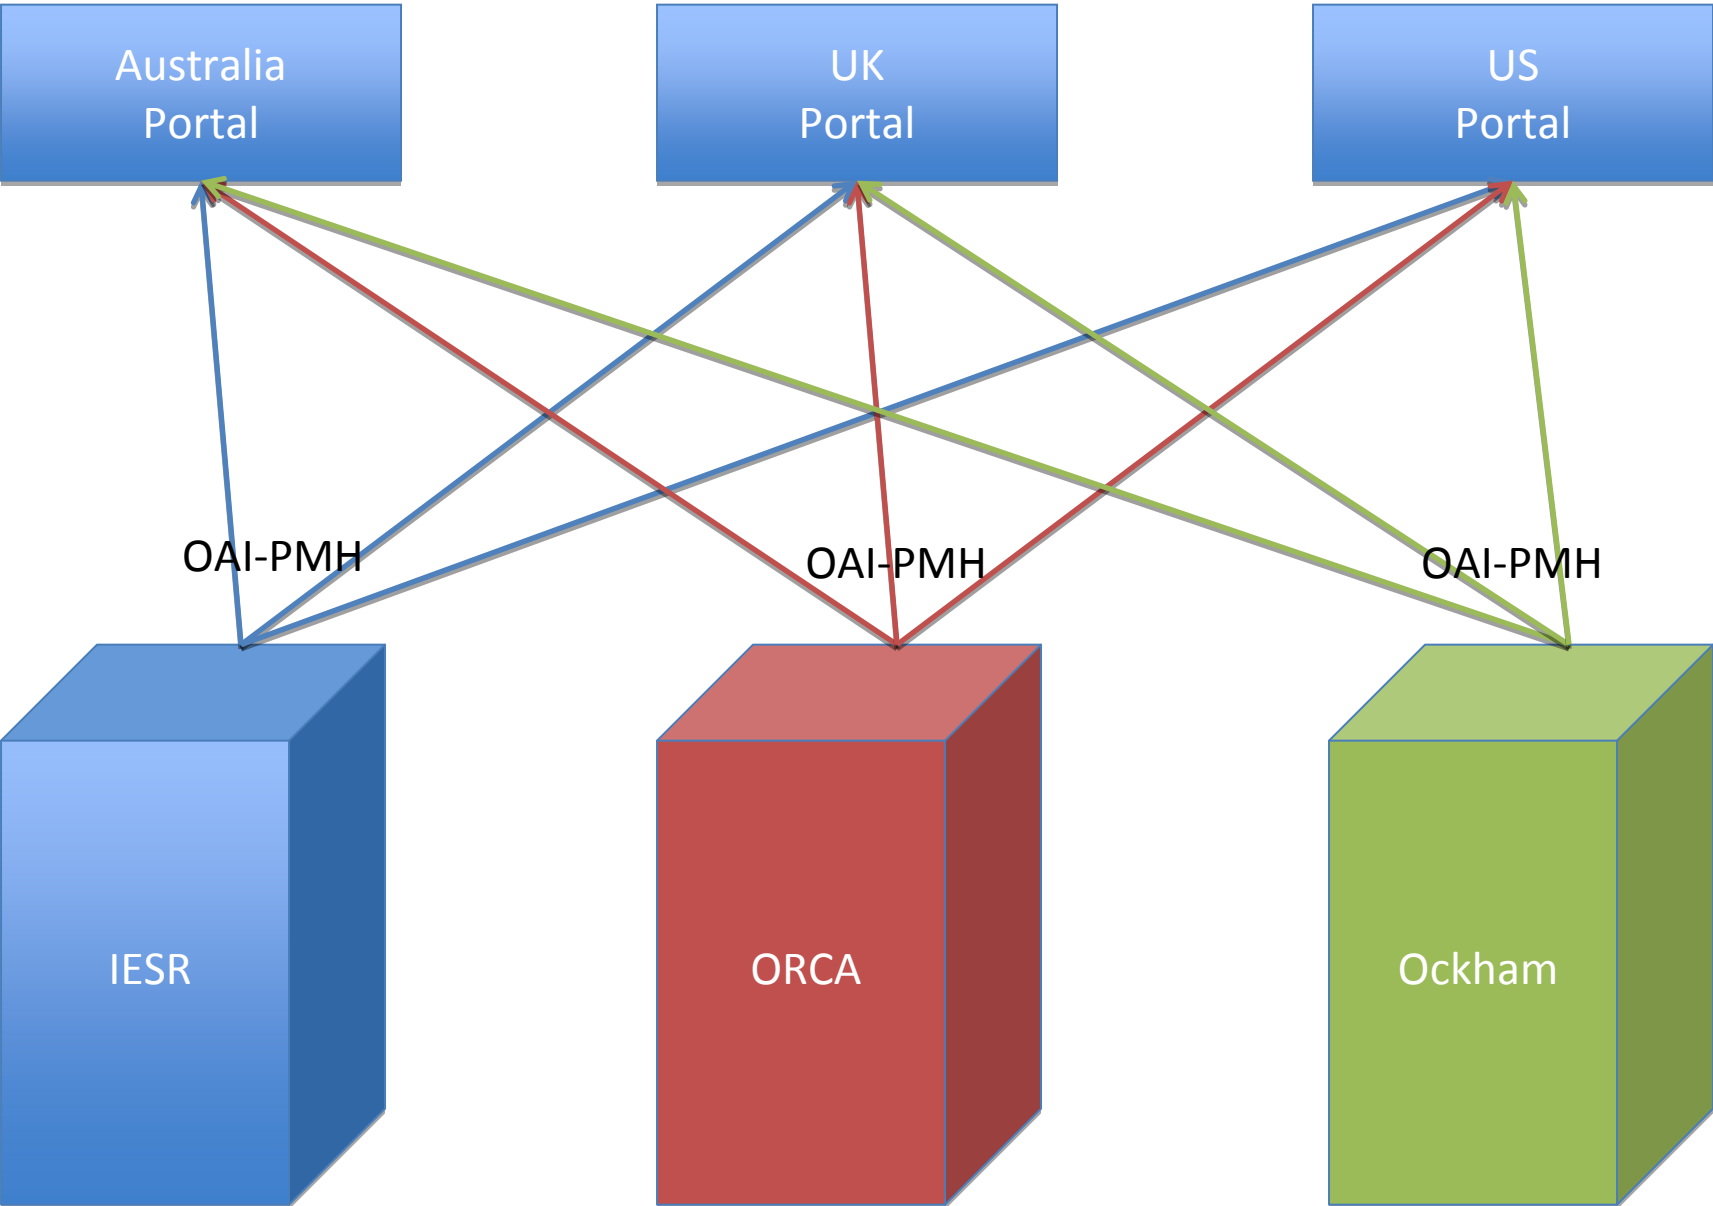 Australia
Portal
UK
Portal
US
Portal
OAI-PMH
OAI-PMH
OAI-PMH
IESR
ORCA
Ockham